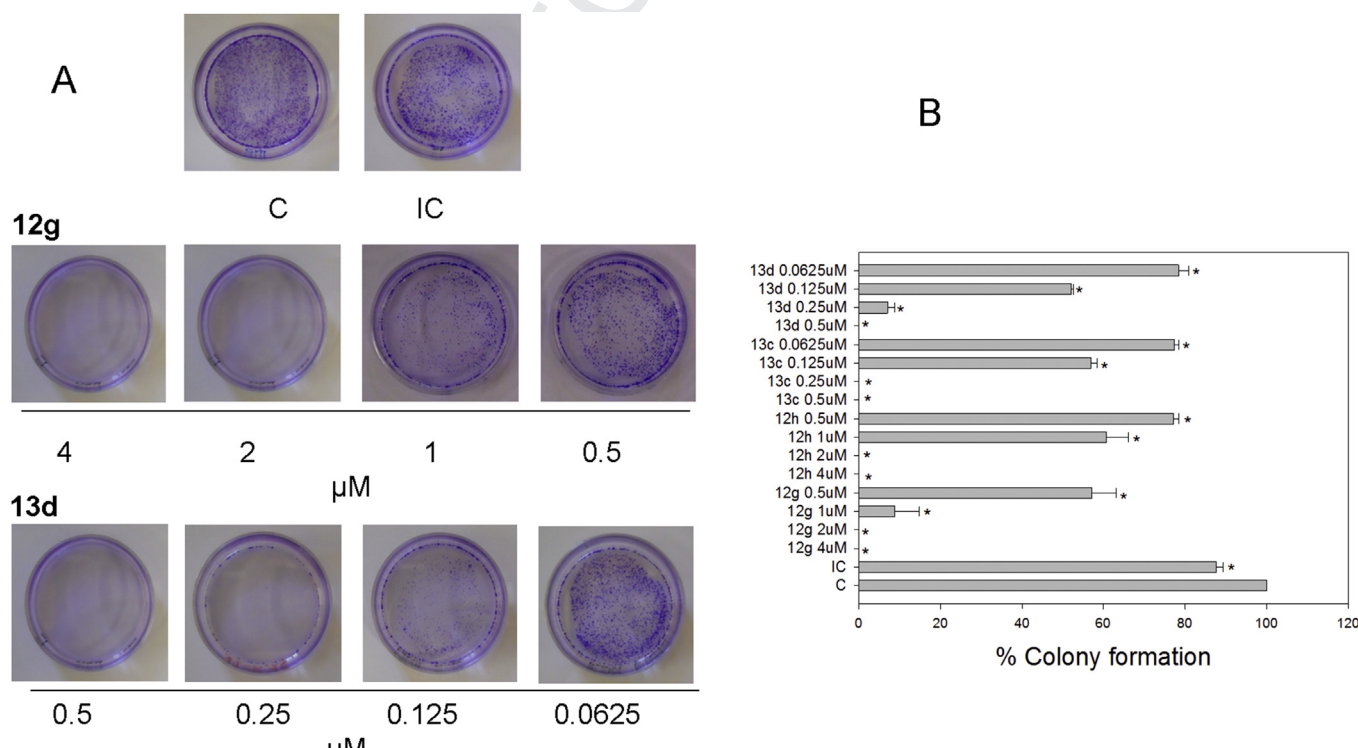 A
C IC
12g
4 2 1 0.5
µM
13d
0.5 0.25 0.125 0.0625
µM
B
13d 0.0625uM *
13d 0.125uM *
13d 0.25uM *
13d 0.5uM *
13c 0.0625uM *
13c 0.125uM *
13c 0.25uM *
13c 0.5uM *
12h 0.5uM *
12h 1uM *
12h 2uM *
12h 4uM *
12g 0.5uM *
12g 1uM *
12g 2uM *
12g 4uM *
IC *
C
0 20 40 60 80 100 120
% Colony formation